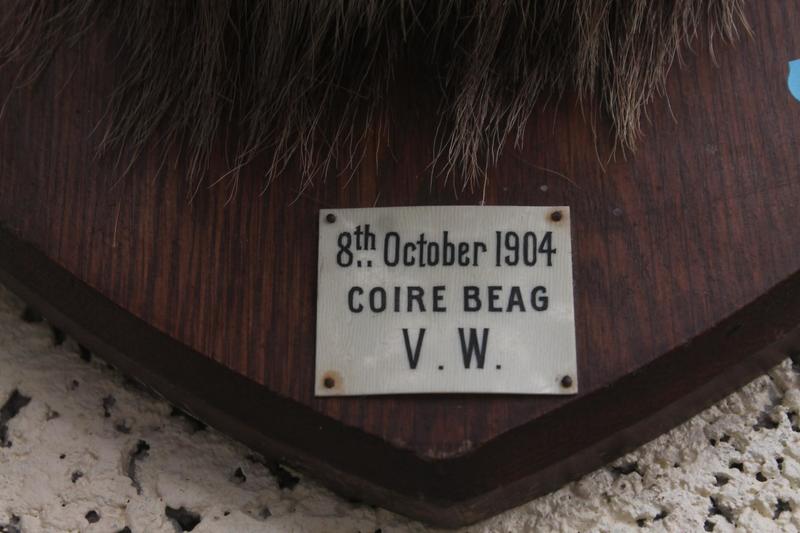 8th. October 1904
COIRE BEAG
V. W.